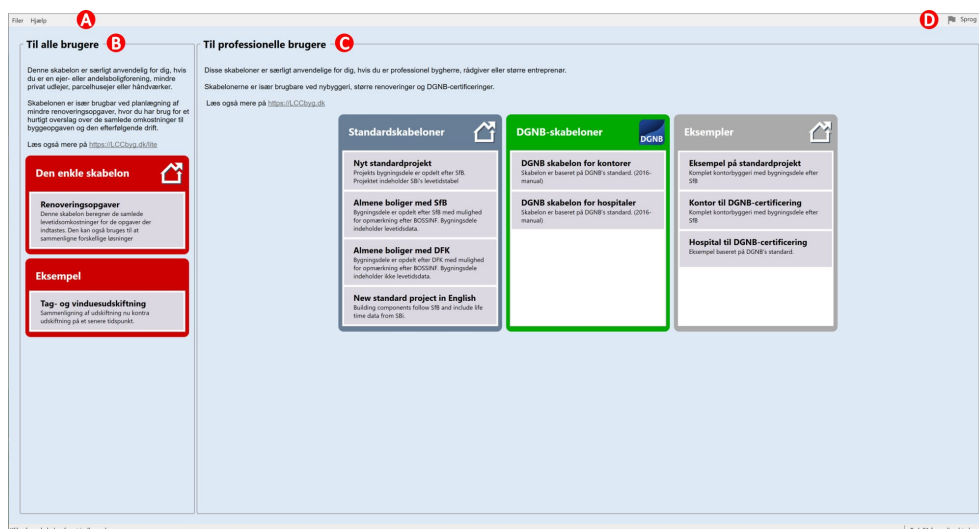 Filer Hjælp A D Sprog
Til alle brugere B
Denne skabelon er særligt anvendelig for dig, hvis
du er en ejer- eller andelsboligforening, mindre
privat udlejer, parcelhusejer eller håndværker.
Skabelonen er især brugbar ved planlægning af
mindre renoveringsopgaver, hvor du har brug for et
hurtigt overslag over de samlede omkostninger til
byggeopgaven og den efterfølgende drift.
Læs også mere på https://LCCbyg.dk/lite
Den enkle skabelon
Renoveringsopgaver
Denne skabelon beregner de samlede
levetidsomkostninger for de opgaver der
indtastes. Den kan også bruges til at
sammenligne forskellige løsninger
Eksempel
Tag- og vinduesudskiftning
Sammenligning af udskiftning nu kontra
udskiftning på et senere tidspunkt.
Til professionelle brugere C
Disse skabeloner er særligt anvendelige for dig, hvis du er professionel bygherre, rådgiver eller større entreprenør.
Skabelonerne er især brugbare ved nybyggeri, større renoveringer og DGNB-certificeringer.
Læs også mere på https://LCCbyg.dk
Standardskabeloner
Nyt standardprojekt
Projekts bygningsdele er opdelt efter SfB.
Projektet indeholder SBi's levetidstabel
Almene boliger med SfB
Bygningsdele er opdelt efter SfB med mulighed
for opmærkning efter BOSSINF. Bygningsdele
indeholder levetidsdata.
Almene boliger med DFK
Bygningsdele er opdelt efter DFK med mulighed
for opmærkning efter BOSSINF. Bygningsdele
indeholder ikke levetidsdata.
New standard project in English
Building components follow SfB and include life
time data from SBi.
DGNB-skabeloner
DGNB
DGNB skabelon for kontorer
Skabelon er baseret på DGNB's standard. (2016-
manual)
DGNB skabelon for hospitaler
Skabelon er baseret på DGNB's standard. (2016-
manual)
Eksempler
Eksempel på standardprojekt
Komplet kontorbyggeri med bygningsdele efter
SfB
Kontor til DGNB-certificering
Komplet kontorbyggeri med bygningsdele efter
SfB
Hospital til DGNB-certificering
Eksempel baseret på DGNB's standard.